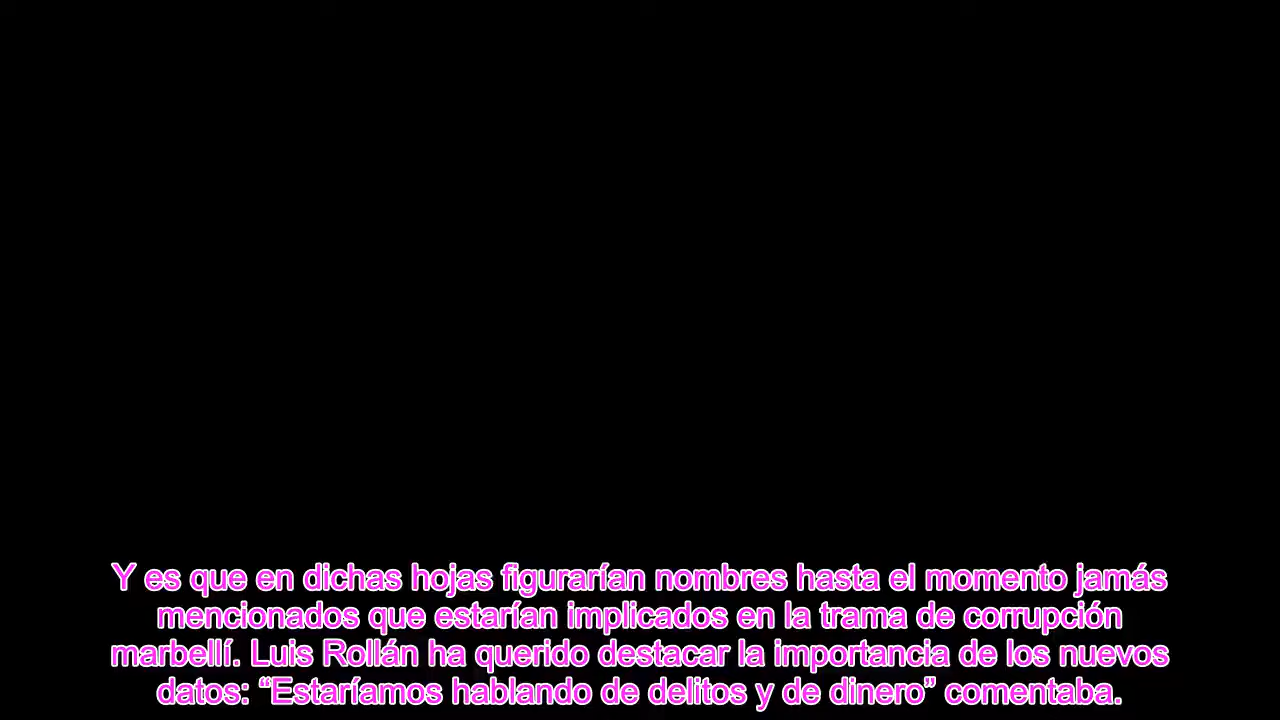 Y es que en dichas hojas figurarían nombres hasta el momento jamás
mencionados que estarían implicados en la trama de corrupción
marbellí. Luis Rollán ha querido destacar la importancia de los nuevos
datos: “Estaríamos hablando de delitos y de dinero” comentaba.